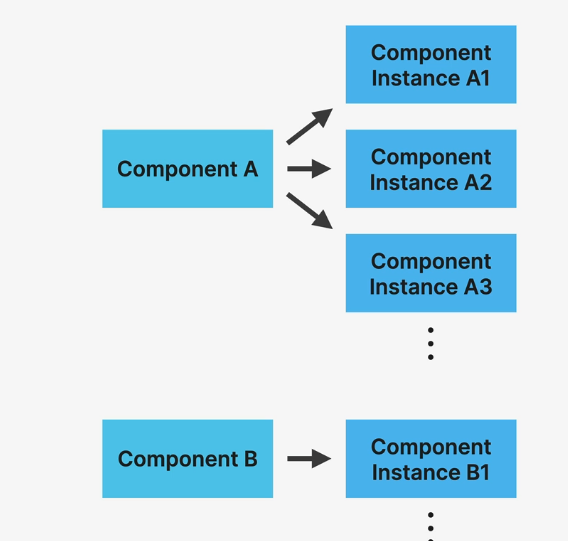 Component
Instance A1
Component A
Component
Instance A2
Component
Instance A3
Component B
Component
Instance B1